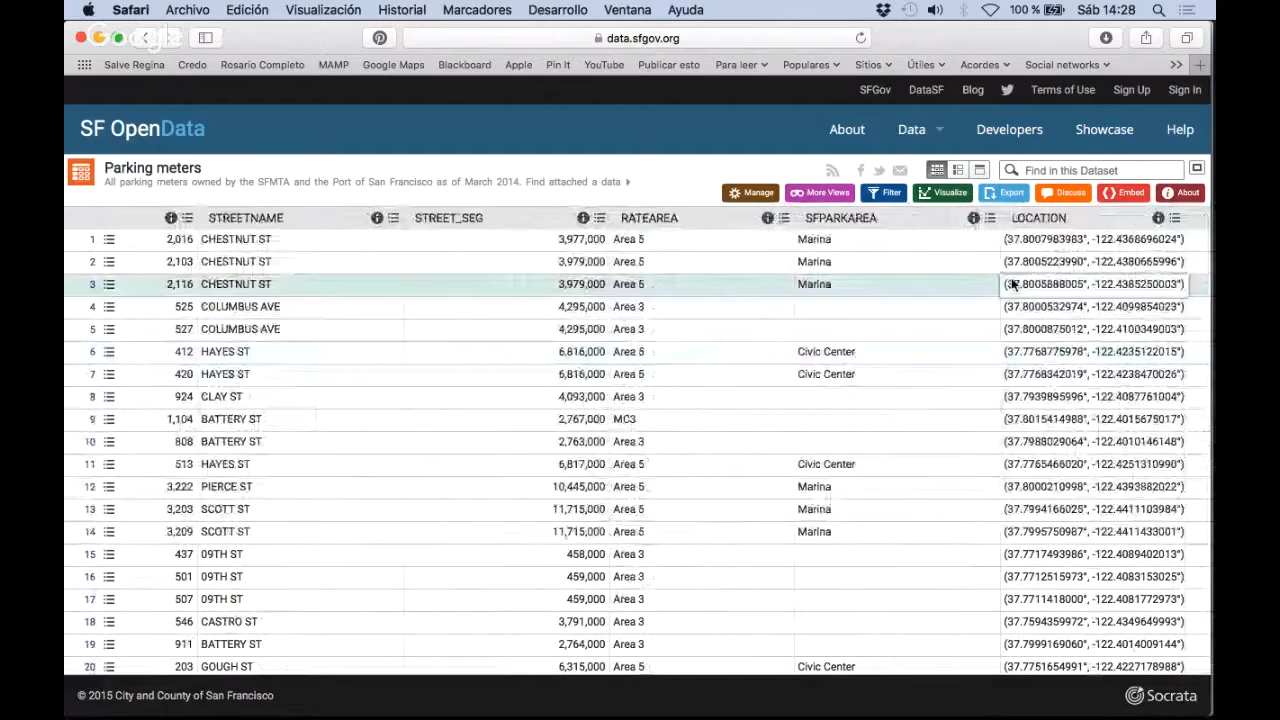 Safari Archivo Edición Visualización Historial Marcadores Desarrollo Ventana Ayuda 100 % Sáb 14:28
Google
data.sfgov.org
Salve Regina Credo Rosario Completo MAMP Google Maps Blackboard Apple Pin It YouTube Publicar esto Para leer Populares Sitios Útiles Acordes Social networks >> +
SFGov DataSF Blog Terms of Use Sign Up Sign In
SF OpenData About Data Developers Showcase Help
Parking meters
All parking meters owned by the SFMTA and the Port of San Francisco as of March 2014. Find attached a data
Find in this Dataset
Manage More Views Filter Visualize Export Discuss Embed About
STREETNAME STREET_SEG RATEAREA SFPARKAREA LOCATION
1 2,016 CHESTNUT ST 3,977,000 Area 5 Marina (37.8007983983°, -122.4368696024°)
2 2,103 CHESTNUT ST 3,979,000 Area 5 Marina (37.8005223990°, -122.4380665996°)
3 2,116 CHESTNUT ST 3,979,000 Area 5 Marina (37.8005888005°, -122.4385250003°)
4 525 COLUMBUS AVE 4,295,000 Area 3 (37.8000532974°, -122.4099854023°)
5 527 COLUMBUS AVE 4,295,000 Area 3 (37.8000875012°, -122.4100349003°)
6 412 HAYES ST 6,816,000 Area 5 Civic Center (37.7768775978°, -122.4235122015°)
7 420 HAYES ST 6,816,000 Area 5 Civic Center (37.7768342019°, -122.4238470026°)
8 924 CLAY ST 4,093,000 Area 3 (37.7939895996°, -122.4087761004°)
9 1,104 BATTERY ST 2,767,000 MC3 (37.8015414988°, -122.4015675017°)
10 808 BATTERY ST 2,763,000 Area 3 (37.7988029064°, -122.4010146148°)
11 513 HAYES ST 6,817,000 Area 5 Civic Center (37.7765466020°, -122.4251310990°)
12 3,222 PIERCE ST 10,445,000 Area 5 Marina (37.8000210998°, -122.4393882022°)
13 3,203 SCOTT ST 11,715,000 Area 5 Marina (37.7994166025°, -122.4411103984°)
14 3,209 SCOTT ST 11,715,000 Area 5 Marina (37.7995750987°, -122.4411433001°)
15 437 09TH ST 458,000 Area 3 (37.7717493986°, -122.4089402013°)
16 501 09TH ST 459,000 Area 3 (37.7712515973°, -122.4083153025°)
17 507 09TH ST 459,000 Area 3 (37.7711418000°, -122.4081772973°)
18 546 CASTRO ST 3,791,000 Area 3 (37.7594359972°, -122.4349649993°)
19 911 BATTERY ST 2,764,000 Area 3 (37.7999169060°, -122.4014009144°)
20 203 GOUGH ST 6,315,000 Area 5 Civic Center (37.7751654991°, -122.4227178988°)
© 2015 City and County of San Francisco Socrata